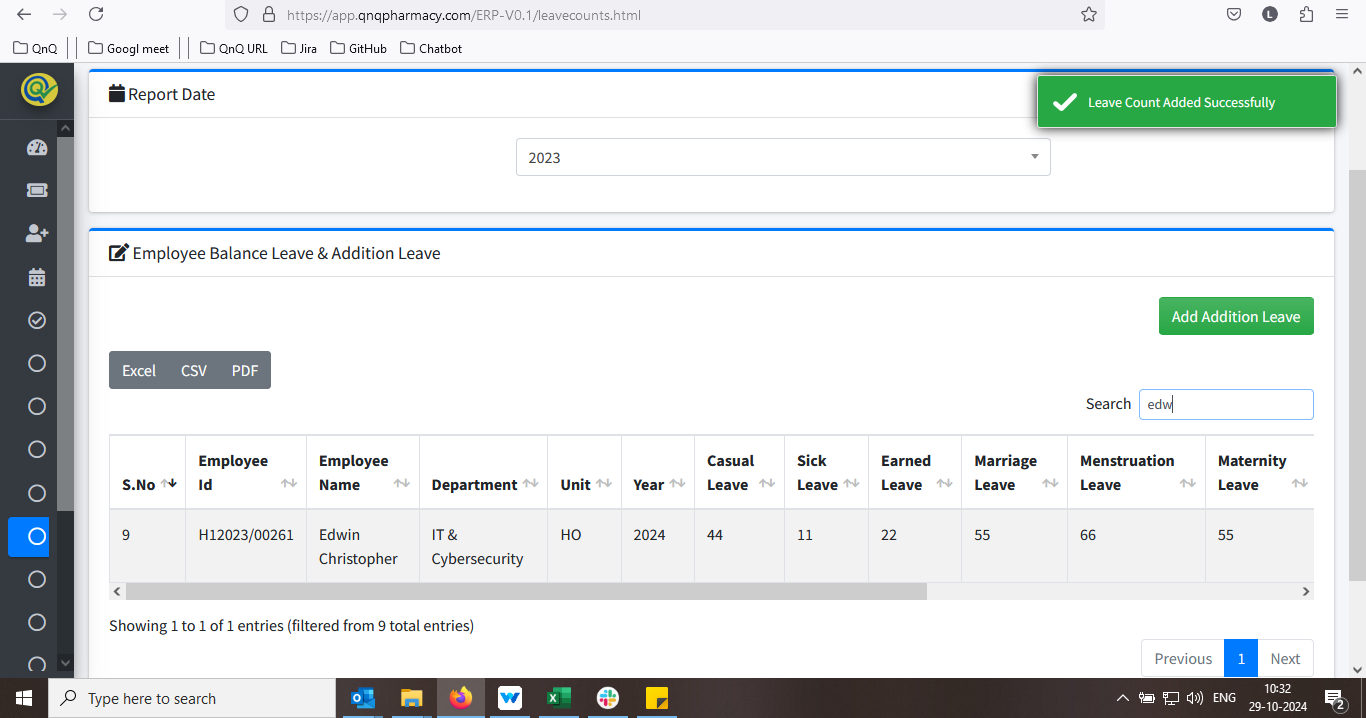 https://app.qnqpharmacy.com/ERP-V0.1/leavecounts.html
L
QnQ
Googl meet
QnQ URL
Jira
GitHub
Chatbot
Report Date
Leave Count Added Successfully
2023
Employee Balance Leave & Addition Leave
Add Addition Leave
Excel CSV PDF
Search edw
S.No
Employee Id
Employee Name
Department
Unit
Year
Casual Leave
Sick Leave
Earned Leave
Marriage Leave
Menstruation Leave
Maternity Leave
9
H12023/00261
Edwin Christopher
IT & Cybersecurity
HO
2024
44
11
22
55
66
55
Showing 1 to 1 of 1 entries (filtered from 9 total entries)
Previous 1 Next
Type here to search
ENG
10:32
29-10-2024
2